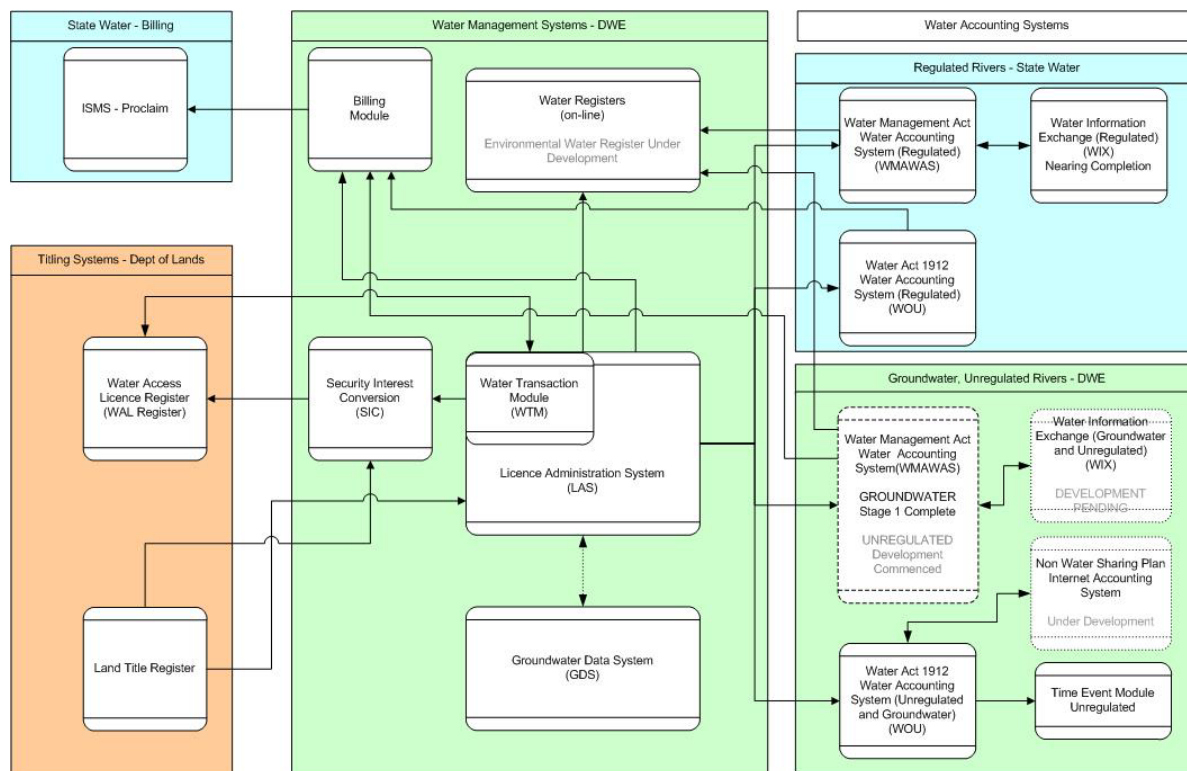 State Water - Billing
ISMS - Proclaim
Water Management Systems - DWE
Billing
Module
Water Registers
(on-line)
Environmental Water Register Under
Development
Water Accounting Systems
Regulated Rivers - State Water
Water Management Act
Water Accounting
System (Regulated)
(WMAWAS)
Water Information
Exchange (Regulated)
(WIX)
Nearing Completion
Water Act 1912
Water Accounting
System (Regulated)
(WOU)
Titling Systems - Dept of Lands
Water Access
Licence Register
(WAL Register)
Security Interest
Conversion
(SIC)
Water Transaction
Module
(WTM)
Licence Administration System
(LAS)
Land Title Register
Groundwater Data System
(GDS)
Groundwater, Unregulated Rivers - DWE
Water Management Act
Water Accounting
System(WMAWAS)
GROUNDWATER
Stage 1 Complete
UNREGULATED
Development
Commenced
Water Information
Exchange (Groundwater
and Unregulated)
(WIX)
DEVELOPMENT
PENDING
Non Water Sharing Plan
Internet Accounting
System
Under Development
Water Act 1912
Water Accounting
System (Unregulated
and Groundwater)
(WOU)
Time Event Module
Unregulated